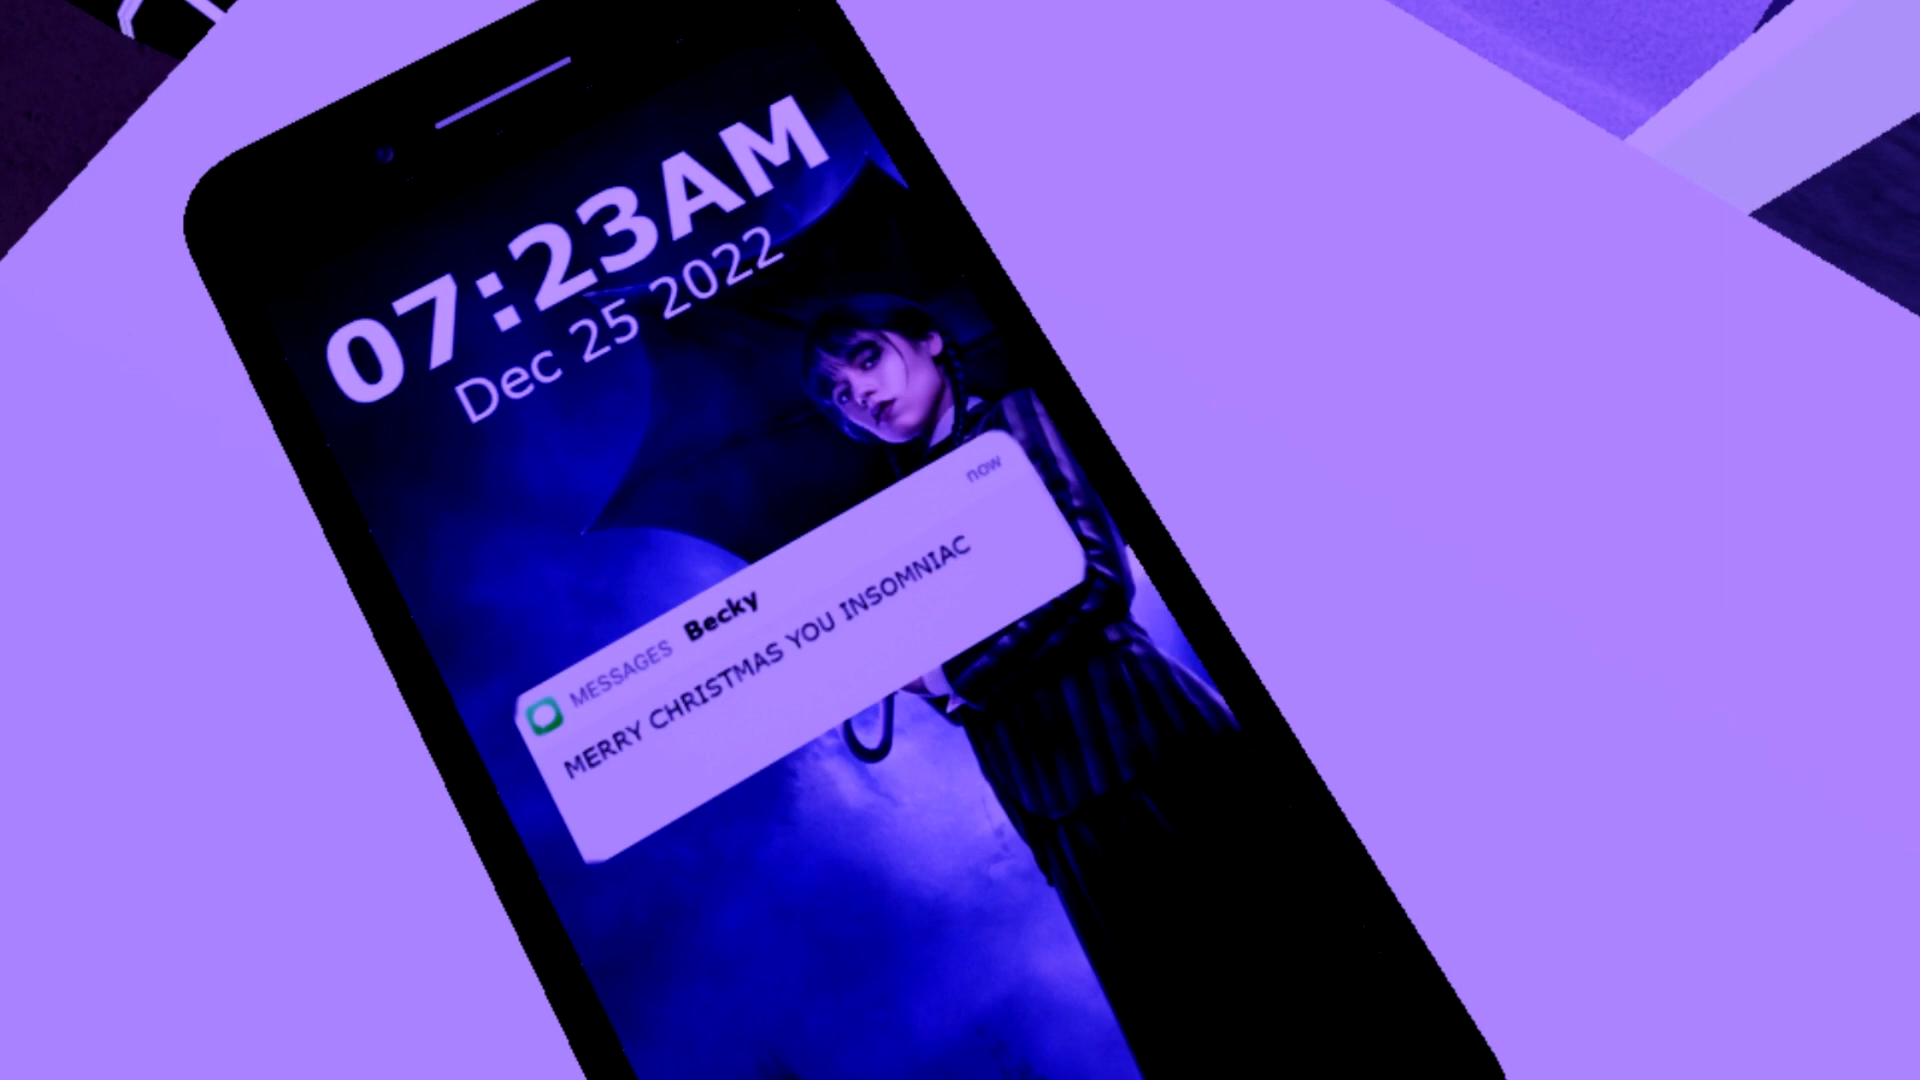 07:23AM
Dec 25 2022
MESSAGES Becky now
MERRY CHRISTMAS YOU INSOMNIAC